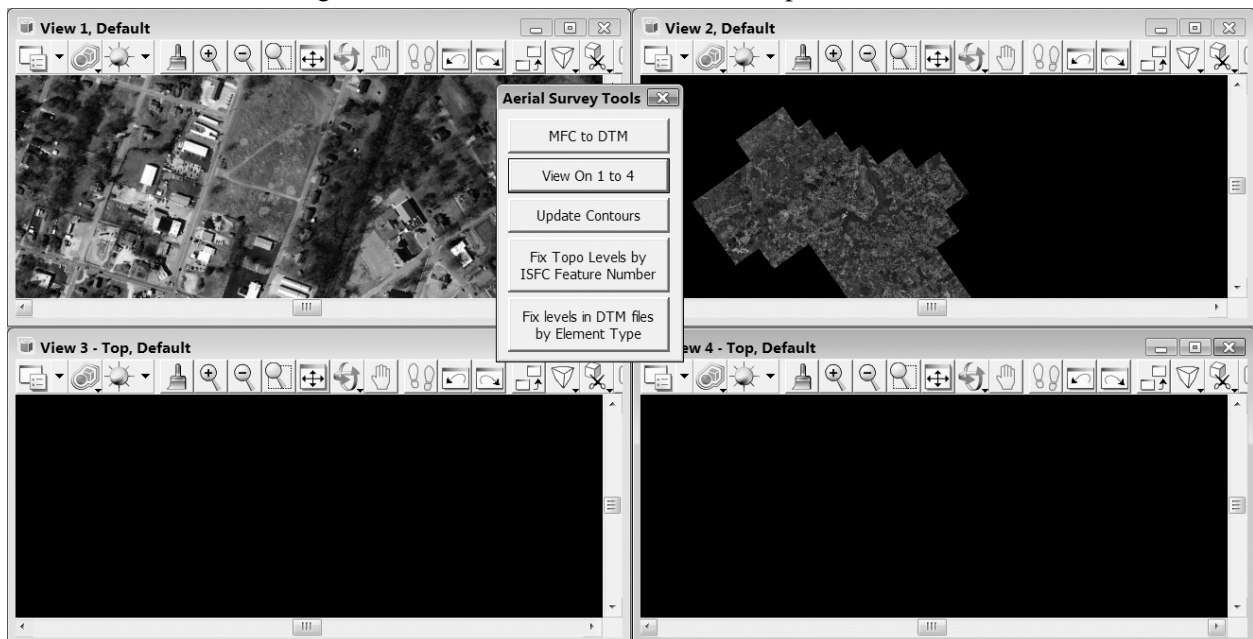 View 1, Default
View 2, Default
Aerial Survey Tools
MFC to DTM
View On 1 to 4
Update Contours
Fix Topo Levels by
ISFC Feature Number
Fix levels in DTM files
by Element Type
View 3 - Top, Default
ew 4 - Top, Default